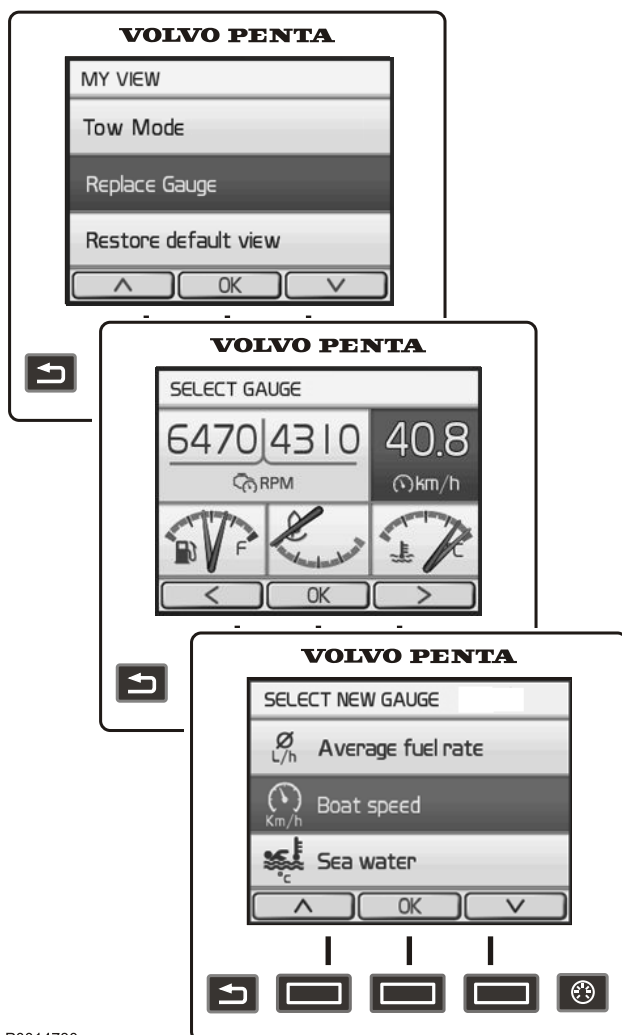 VOLVO PENTA
MY VIEW
Tow Mode
Replace Gauge
Restore default view
OK
VOLVO PENTA
SELECT GAUGE
6470 4310 40.8
RPM km/h
F C
OK
VOLVO PENTA
SELECT NEW GAUGE
L/h Average fuel rate
Km/h Boat speed
°C Sea water
OK